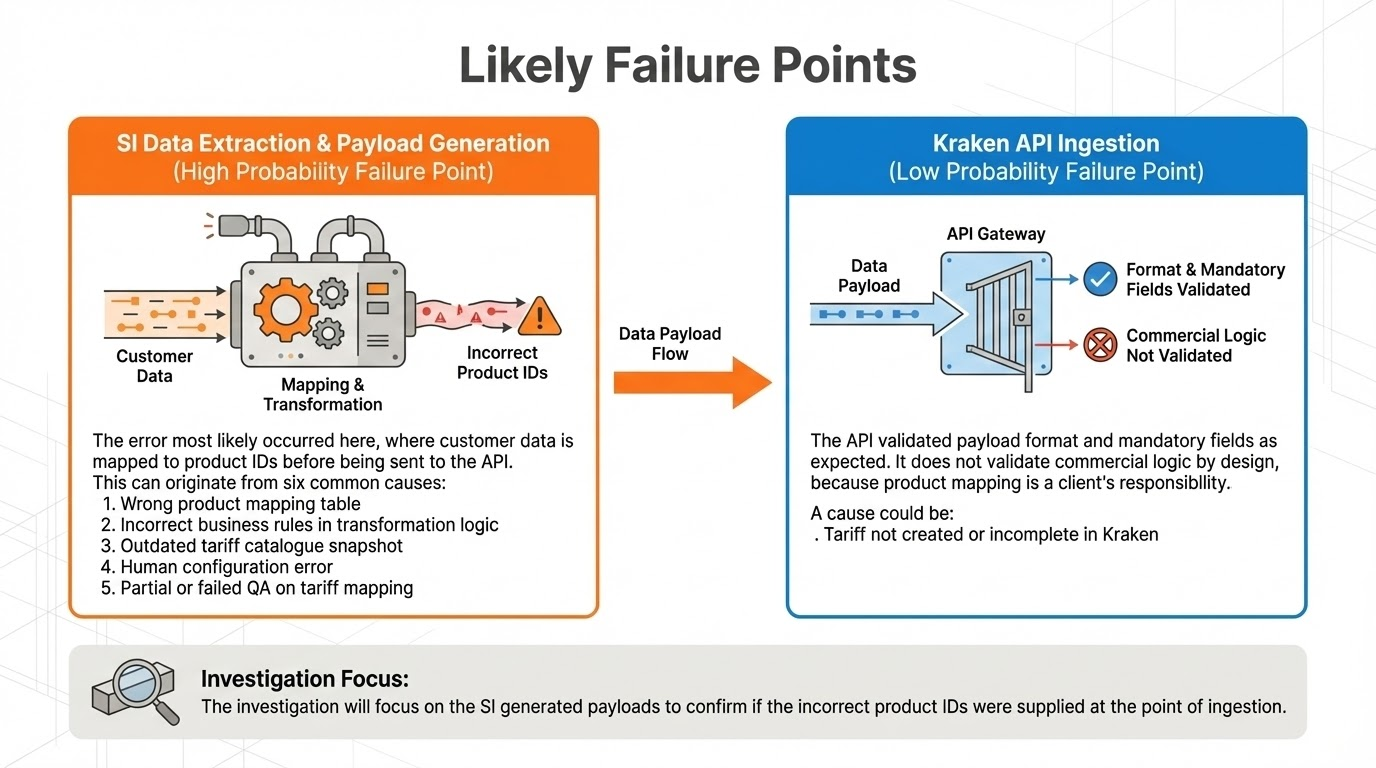 Likely Failure Points
SI Data Extraction & Payload Generation
(High Probability Failure Point)
Customer
Data
Mapping &
Transformation
Incorrect
Product IDs
The error most likely occurred here, where customer data is
mapped to product IDs before being sent to the API.
This can originate from six common causes:
1. Wrong product mapping table
2. Incorrect business rules in transformation logic
3. Outdated tariff catalogue snapshot
4. Human configuration error
5. Partial or failed QA on tariff mapping
Data Payload
Flow
Kraken API Ingestion
(Low Probability Failure Point)
API Gateway
Data
Payload
Format & Mandatory
Fields Validated
Commercial Logic
Not Validated
The API validated payload format and mandatory fields as
expected. It does not validate commercial logic by design,
because product mapping is a client's responsibllity.
A cause could be:
. Tariff not created or incomplete in Kraken
Investigation Focus:
The investigation will focus on the SI generated payloads to confirm if the incorrect product IDs were supplied at the point of ingestion.